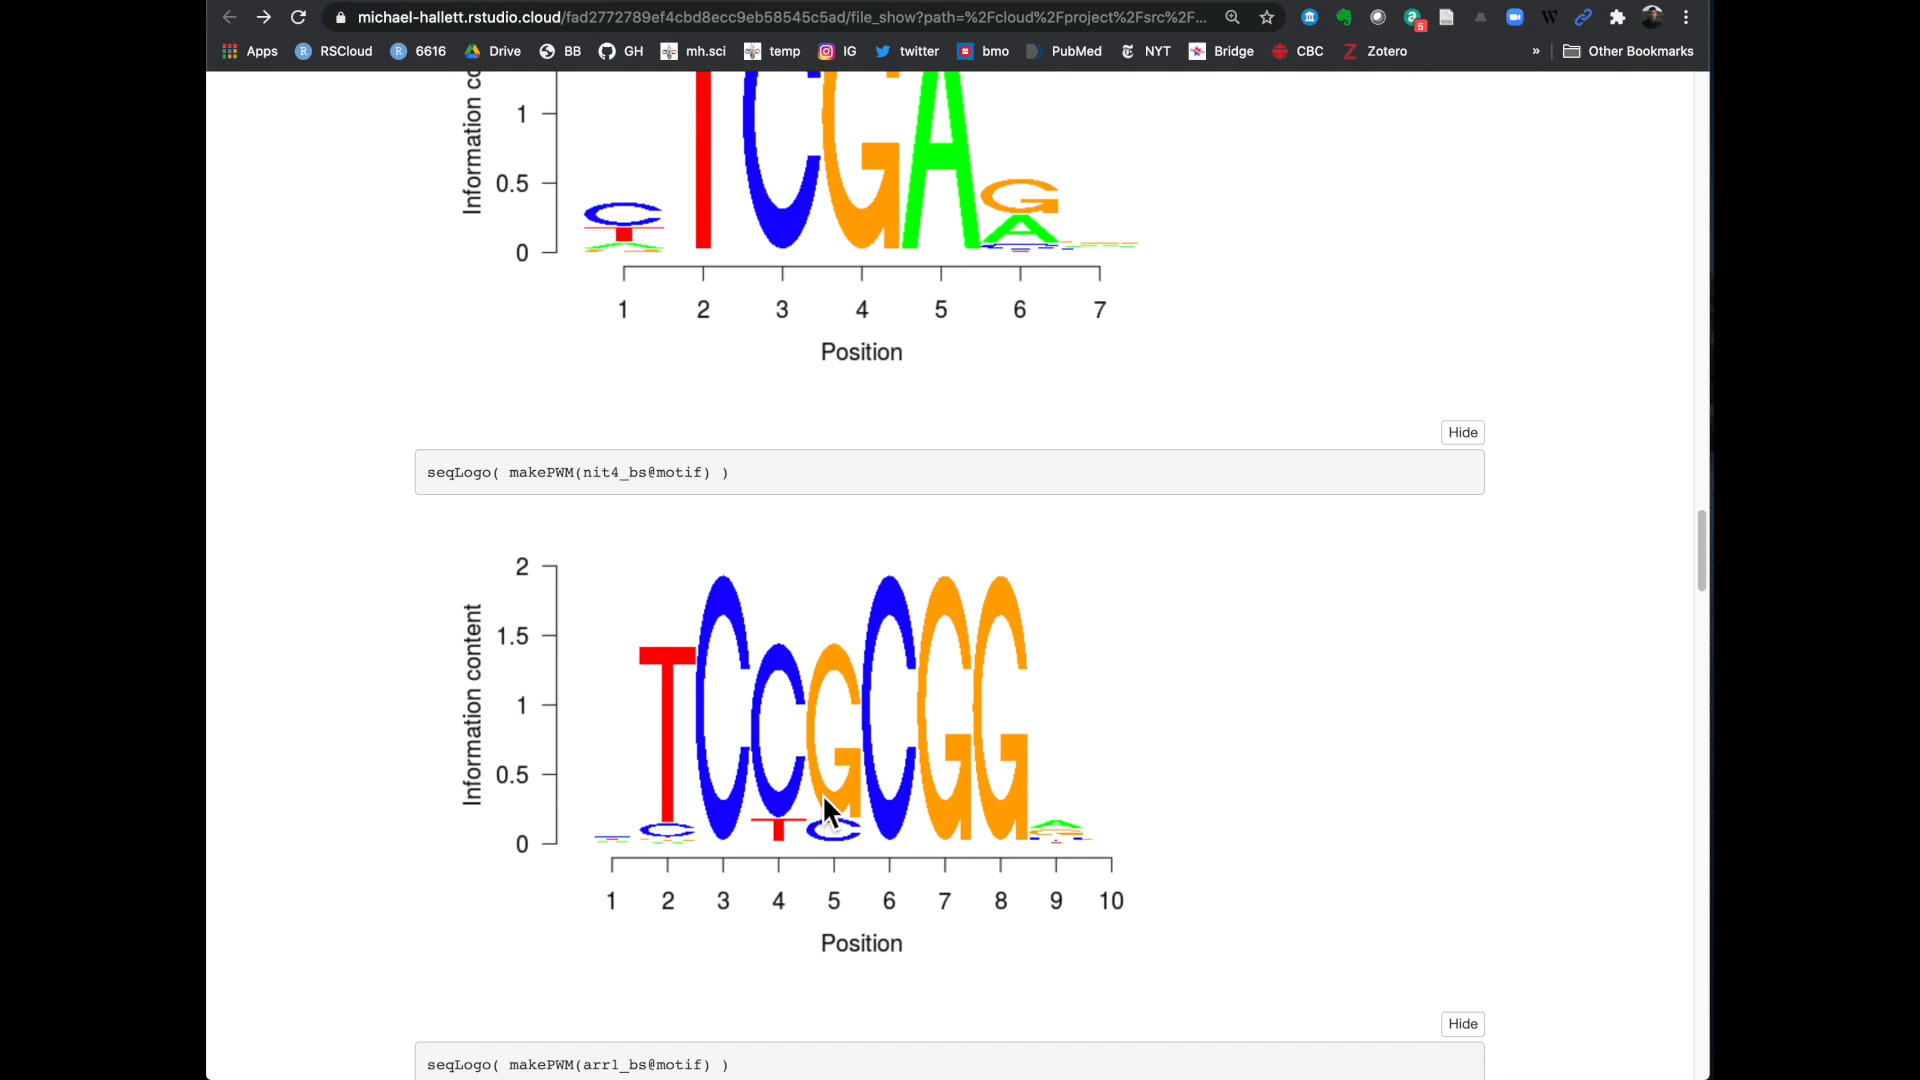 michael-hallett.rstudio.cloud/fad2772789ef4cbd8ecc9eb58545c5ad/file_show?path=%2Fcloud%2Fproject%2Fsrc%2F...
5
Apps RSCloud 6616 Drive BB GH mh.sci temp IG twitter bmo PubMed NYT Bridge CBC Zotero » Other Bookmarks
Information co
1
0.5
0
C T A T C G A G A C
1 2 3 4 5 6 7
Position
Hide
seqLogo( makePWM(nit4_bs@motif) )
Information content
2
1.5
1
0.5
0
T C C C T G C C G G A
1 2 3 4 5 6 7 8 9 10
Position
Hide
seqLogo( makePWM(arr1_bs@motif) )